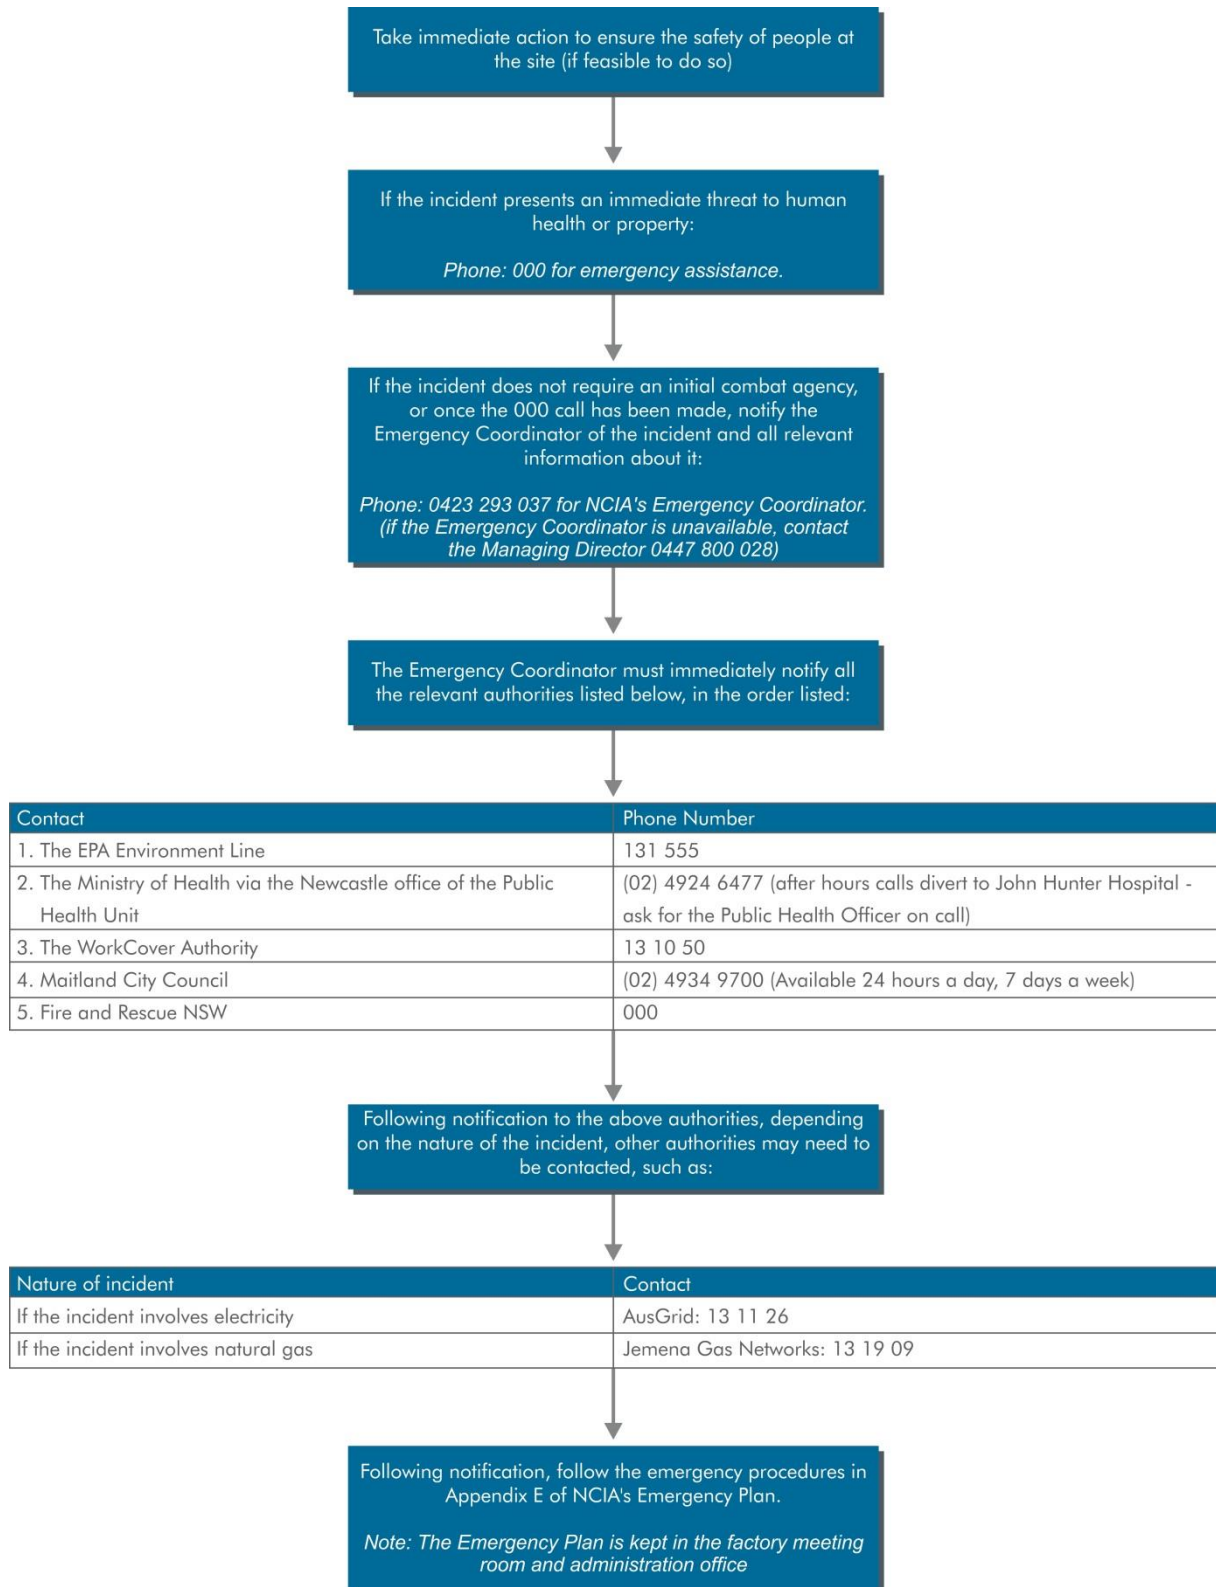 Take immediate action to ensure the safety of people at
the site (if feasible to do so)
If the incident presents an immediate threat to human
health or property:
Phone: 000 for emergency assistance.
If the incident does not require an initial combat agency,
or once the 000 call has been made, notify the
Emergency Coordinator of the incident and all relevant
information about it:
Phone: 0423 293 037 for NCIA's Emergency Coordinator.
(if the Emergency Coordinator is unavailable, contact
the Managing Director 0447 800 028)
The Emergency Coordinator must immediately notify all
the relevant authorities listed below, in the order listed:
Contact Phone Number
1. The EPA Environment Line 131 555
2. The Ministry of Health via the Newcastle office of the Public (02) 4924 6477 (after hours calls divert to John Hunter Hospital -
Health Unit ask for the Public Health Officer on call)
3. The WorkCover Authority 13 10 50
4. Maitland City Council (02) 4934 9700 (Available 24 hours a day, 7 days a week)
5. Fire and Rescue NSW 000
Following notification to the above authorities, depending
on the nature of the incident, other authorities may need to
be contacted, such as:
Nature of incident Contact
If the incident involves electricity AusGrid: 13 11 26
If the incident involves natural gas Jemena Gas Networks: 13 19 09
Following notification, follow the emergency procedures in
Appendix E of NCIA's Emergency Plan.
Note: The Emergency Plan is kept in the factory meeting
room and administration office